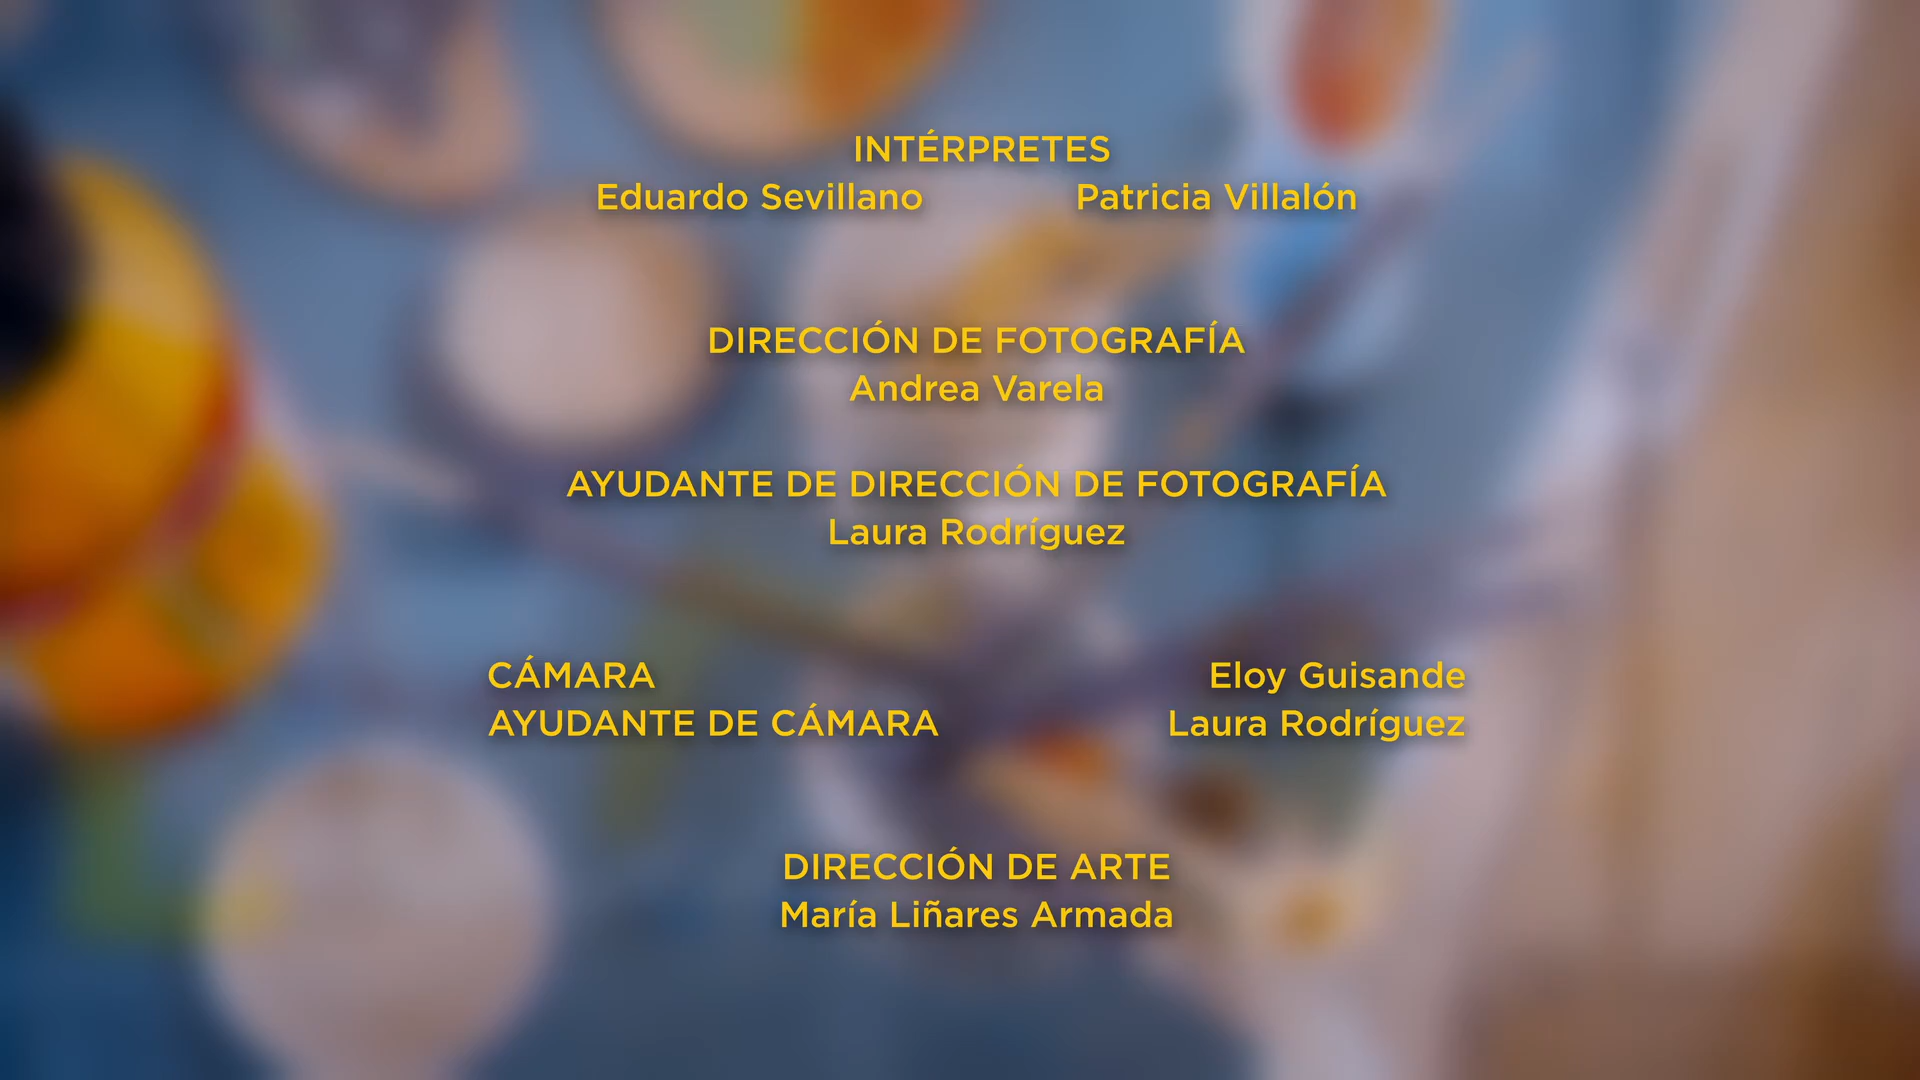 INTÉRPRETES
Eduardo Sevillano Patricia Villalón
DIRECCIÓN DE FOTOGRAFÍA
Andrea Varela
AYUDANTE DE DIRECCIÓN DE FOTOGRAFÍA
Laura Rodríguez
CÁMARA Eloy Guisande
AYUDANTE DE CÁMARA Laura Rodríguez
DIRECCIÓN DE ARTE
María Liñares Armada